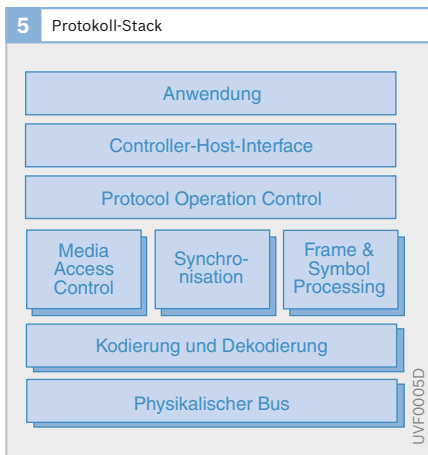 5 Protokoll-Stack
Anwendung
Controller-Host-Interface
Protocol Operation Control
Media
Access
Control
Synchro-
nisation
Frame &
Symbol
Processing
Kodierung und Dekodierung
Physikalischer Bus
UVF0005D